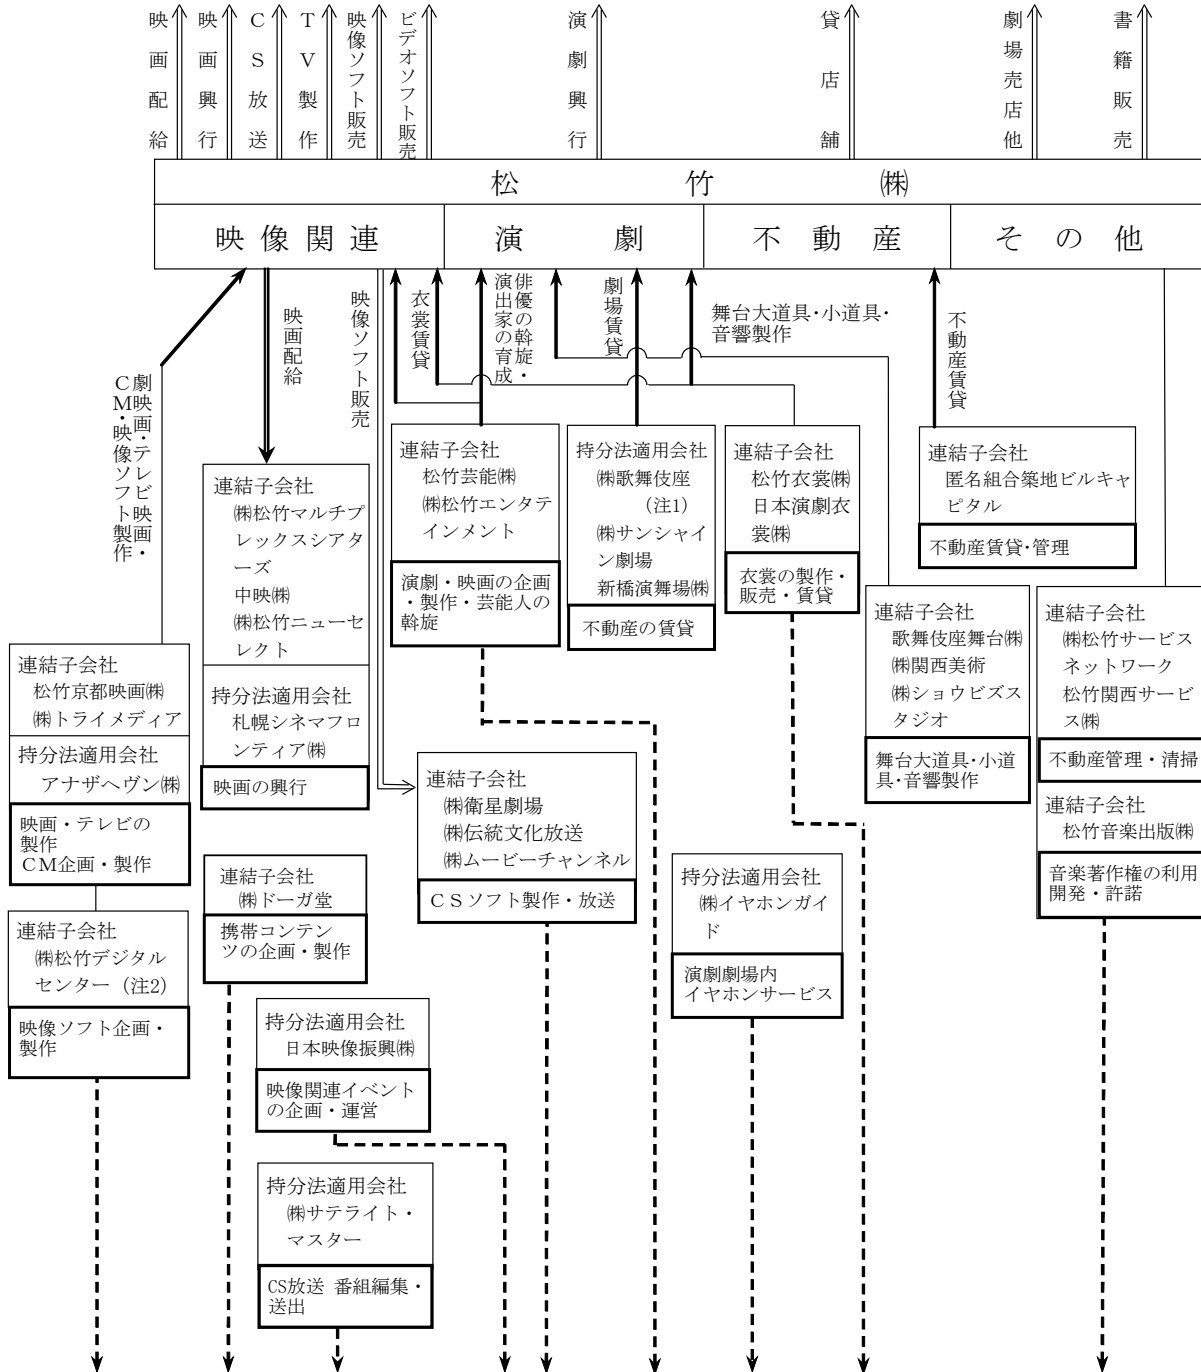 映画配給
映画興行
CS放送
TV製作
映像ソフト販売
ビデオソフト販売
演劇興行
貸店舗
劇場売店他
書籍販売
松竹㈱
映像関連
演劇
不動産
その他
劇映画・テレビ映画・
CM・映像ソフト製作
映画配給
映像ソフト販売
衣裳賃貸
俳優の斡旋・
演出家の育成
劇場賃貸
舞台大道具・小道具・
音響製作
不動産賃貸
連結子会社
松竹京都映画㈱
㈱トライメディア
持分法適用会社
アナザヘヴン㈱
映画・テレビの
製作
CM企画・製作
連結子会社
㈱松竹デジタル
センター(注2)
映像ソフト企画・
製作
連結子会社
㈱松竹マルチプ
レックスシアタ
ーズ
中映㈱
㈱松竹ニューセ
レクト
持分法適用会社
札幌シネマフロ
ンティア㈱
映画の興行
連結子会社
㈱ドーガ堂
携帯コンテン
ツの企画・製作
持分法適用会社
日本映像振興㈱
映像関連イベント
の企画・運営
持分法適用会社
㈱サテライト・
マスター
CS放送 番組編集・
送出
連結子会社
松竹芸能㈱
㈱松竹エンタテ
インメント
演劇・映画の企画
・製作・芸能人の
斡旋
連結子会社
㈱衛星劇場
㈱伝統文化放送
㈱ムービーチャンネル
CSソフト製作・放送
持分法適用会社
㈱歌舞伎座
(注1)
㈱サンシャイ
ン劇場
新橋演舞場㈱
不動産の賃貸
持分法適用会社
㈱イヤホンガイ
ド
演劇劇場内
イヤホンサービス
連結子会社
松竹衣裳㈱
日本演劇衣
裳㈱
衣裳の製作・
販売・賃貸
連結子会社
歌舞伎座舞台㈱
㈱関西美術
㈱ショウビズス
タジオ
舞台大道具・小道
具・音響製作
連結子会社
匿名組合築地ビルキャ
ピタル
不動産賃貸・管理
連結子会社
㈱松竹サービス
ネットワーク
松竹関西サービ
ス㈱
不動産管理・清掃
連結子会社
松竹音楽出版㈱
音楽著作権の利用
開発・許諾